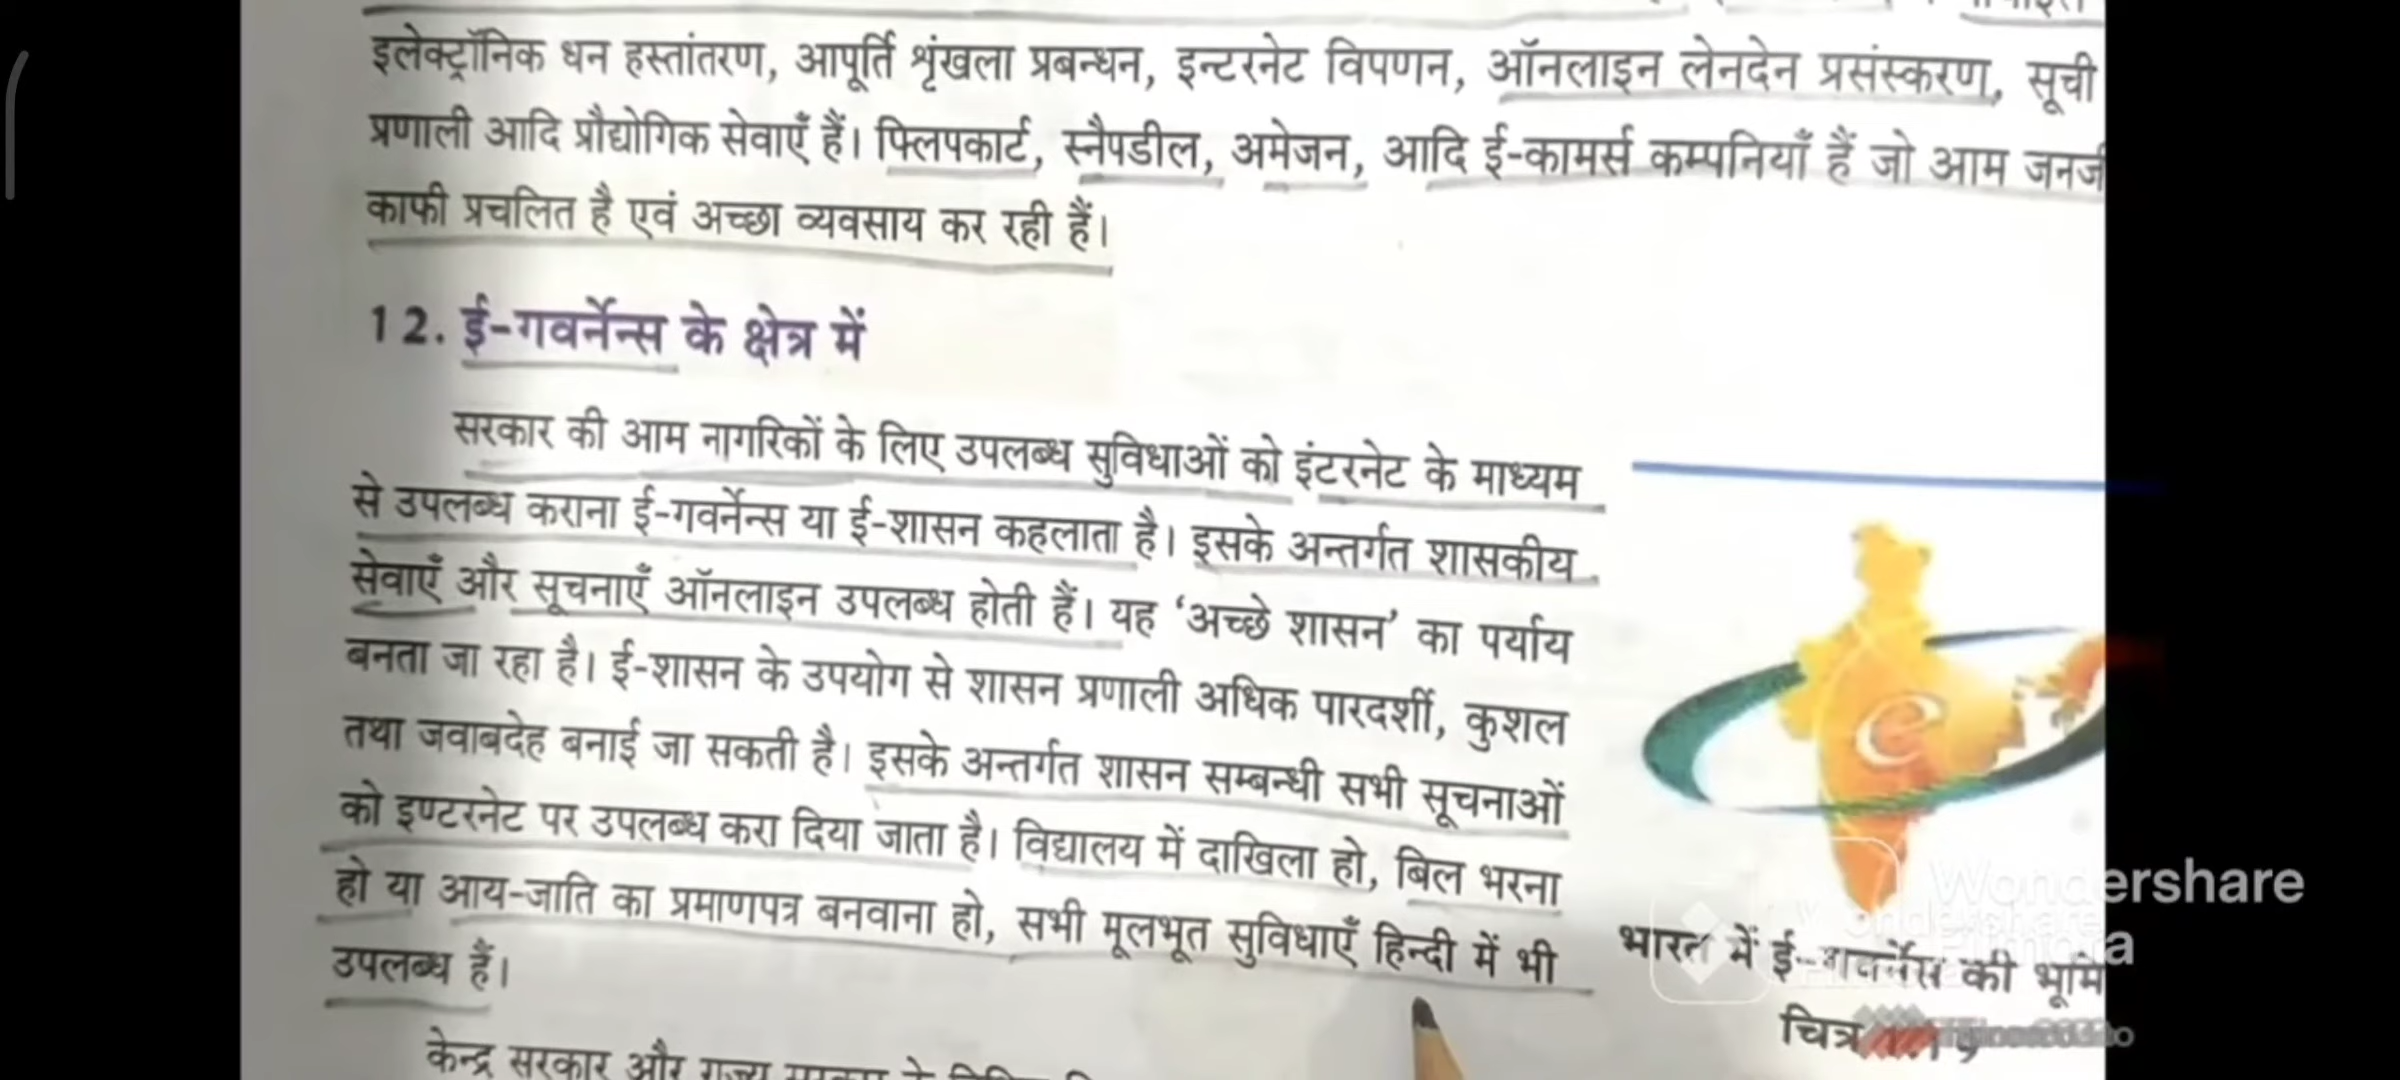 इलेक्ट्रॉनिक धन हस्तांतरण, आपूर्ति शृंखला प्रबन्धन, इन्टरनेट विपणन, ऑनलाइन लेनदेन प्रसंस्करण, सूची
प्रणाली आदि प्रौद्योगिक सेवाएँ हैं। फ्लिपकार्ट, स्नैपडील, अमेजन, आदि ई-कामर्स कम्पनियाँ हैं जो आम
काफी प्रचलित है एवं अच्छा व्यवसाय कर रही हैं।
12. ई-गवर्नेन्स के क्षेत्र में
सरकार की आम नागरिकों के लिए उपलब्ध सुविधाओं को इंटरनेट के माध्यम
से उपलब्ध कराना ई-गवर्नेन्स या ई-शासन कहलाता है। इसके अन्तर्गत शासकीय
सेवाएँ और सूचनाएँ ऑनलाइन उपलब्ध होती हैं। यह ‘अच्छे शासन’ का पर्याय
बनता जा रहा है। ई-शासन के उपयोग से शासन प्रणाली अधिक पारदर्शी, कुशल
तथा जवाबदेह बनाई जा सकती है। इसके अन्तर्गत शासन सम्बन्धी सभी सूचनाओं
को इण्टरनेट पर उपलब्ध करा दिया जाता है। विद्यालय में दाखिला हो, बिल भरना
हो या आय-जाति का प्रमाणपत्र बनवाना हो, सभी मूलभूत सुविधाएँ हिन्दी में भी
उपलब्ध हैं।
केन्द्र सरकार और राज्य
e
Wondershare
Filmora
भारत में ई-गवर्नेंस की
चित्र